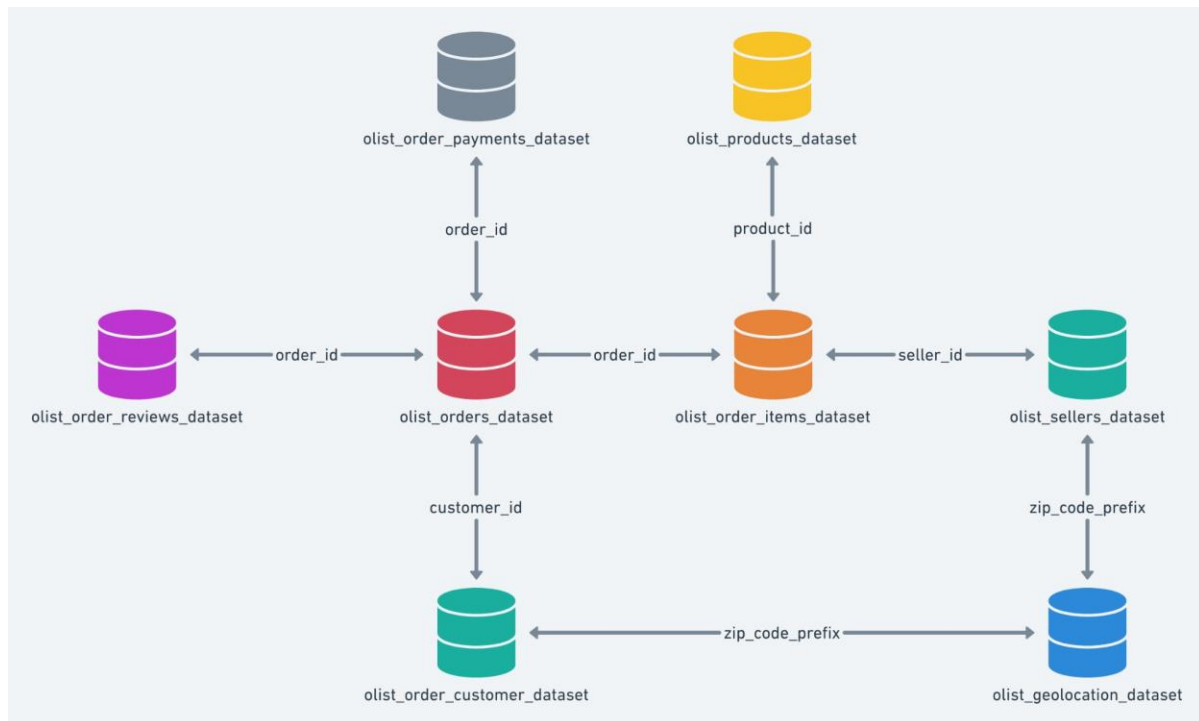 olist_order_payments_dataset
olist_products_dataset
order_id
product_id
order_id
order_id
seller_id
olist_order_reviews_dataset
olist_orders_dataset
olist_order_items_dataset
olist_sellers_dataset
customer_id
zip_code_prefix
zip_code_prefix
olist_order_customer_dataset
olist_geolocation_dataset